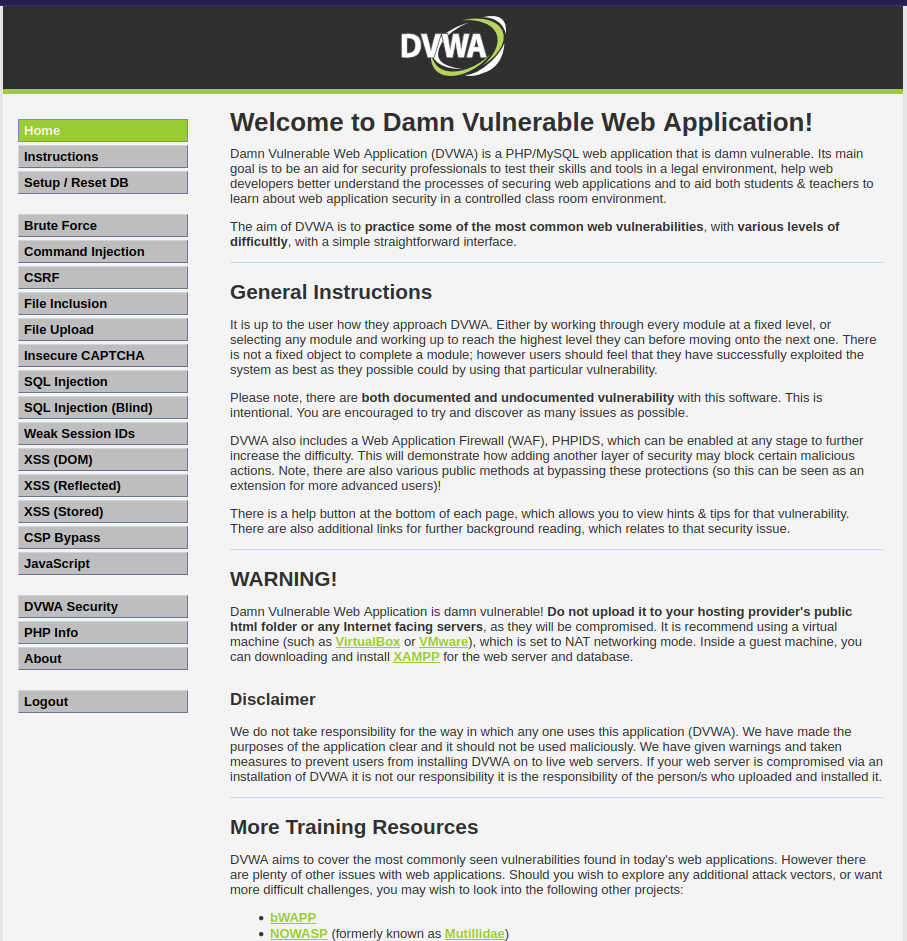 DVWA
Home
Instructions
Setup / Reset DB
Brute Force
Command Injection
CSRF
File Inclusion
File Upload
Insecure CAPTCHA
SQL Injection
SQL Injection (Blind)
Weak Session IDs
XSS (DOM)
XSS (Reflected)
XSS (Stored)
CSP Bypass
JavaScript
DVWA Security
PHP Info
About
Logout
Welcome to Damn Vulnerable Web Application!
Damn Vulnerable Web Application (DVWA) is a PHP/MySQL web application that is damn vulnerable. Its main
goal is to be an aid for security professionals to test their skills and tools in a legal environment, help web
developers better understand the processes of securing web applications and to aid both students & teachers to
learn about web application security in a controlled class room environment.
The aim of DVWA is to practice some of the most common web vulnerabilities, with various levels of
difficultly, with a simple straightforward interface.
General Instructions
It is up to the user how they approach DVWA. Either by working through every module at a fixed level, or
selecting any module and working up to reach the highest level they can before moving onto the next one. There
is not a fixed object to complete a module; however users should feel that they have successfully exploited the
system as best as they possible could by using that particular vulnerability.
Please note, there are both documented and undocumented vulnerability with this software. This is
intentional. You are encouraged to try and discover as many issues as possible.
DVWA also includes a Web Application Firewall (WAF), PHPIDS, which can be enabled at any stage to further
increase the difficulty. This will demonstrate how adding another layer of security may block certain malicious
actions. Note, there are also various public methods at bypassing these protections (so this can be seen as an
extension for more advanced users)!
There is a help button at the bottom of each page, which allows you to view hints & tips for that vulnerability.
There are also additional links for further background reading, which relates to that security issue.
WARNING!
Damn Vulnerable Web Application is damn vulnerable! Do not upload it to your hosting provider's public
html folder or any Internet facing servers, as they will be compromised. It is recommend using a virtual
machine (such as VirtualBox or VMware), which is set to NAT networking mode. Inside a guest machine, you
can downloading and install XAMPP for the web server and database.
Disclaimer
We do not take responsibility for the way in which any one uses this application (DVWA). We have made the
purposes of the application clear and it should not be used maliciously. We have given warnings and taken
measures to prevent users from installing DVWA on to live web servers. If your web server is compromised via an
installation of DVWA it is not our responsibility it is the responsibility of the person/s who uploaded and installed it.
More Training Resources
DVWA aims to cover the most commonly seen vulnerabilities found in today's web applications. However there
are plenty of other issues with web applications. Should you wish to explore any additional attack vectors, or want
more difficult challenges, you may wish to look into the following other projects:
• bWAPP
• NOWASP (formerly known as Mutillidae)